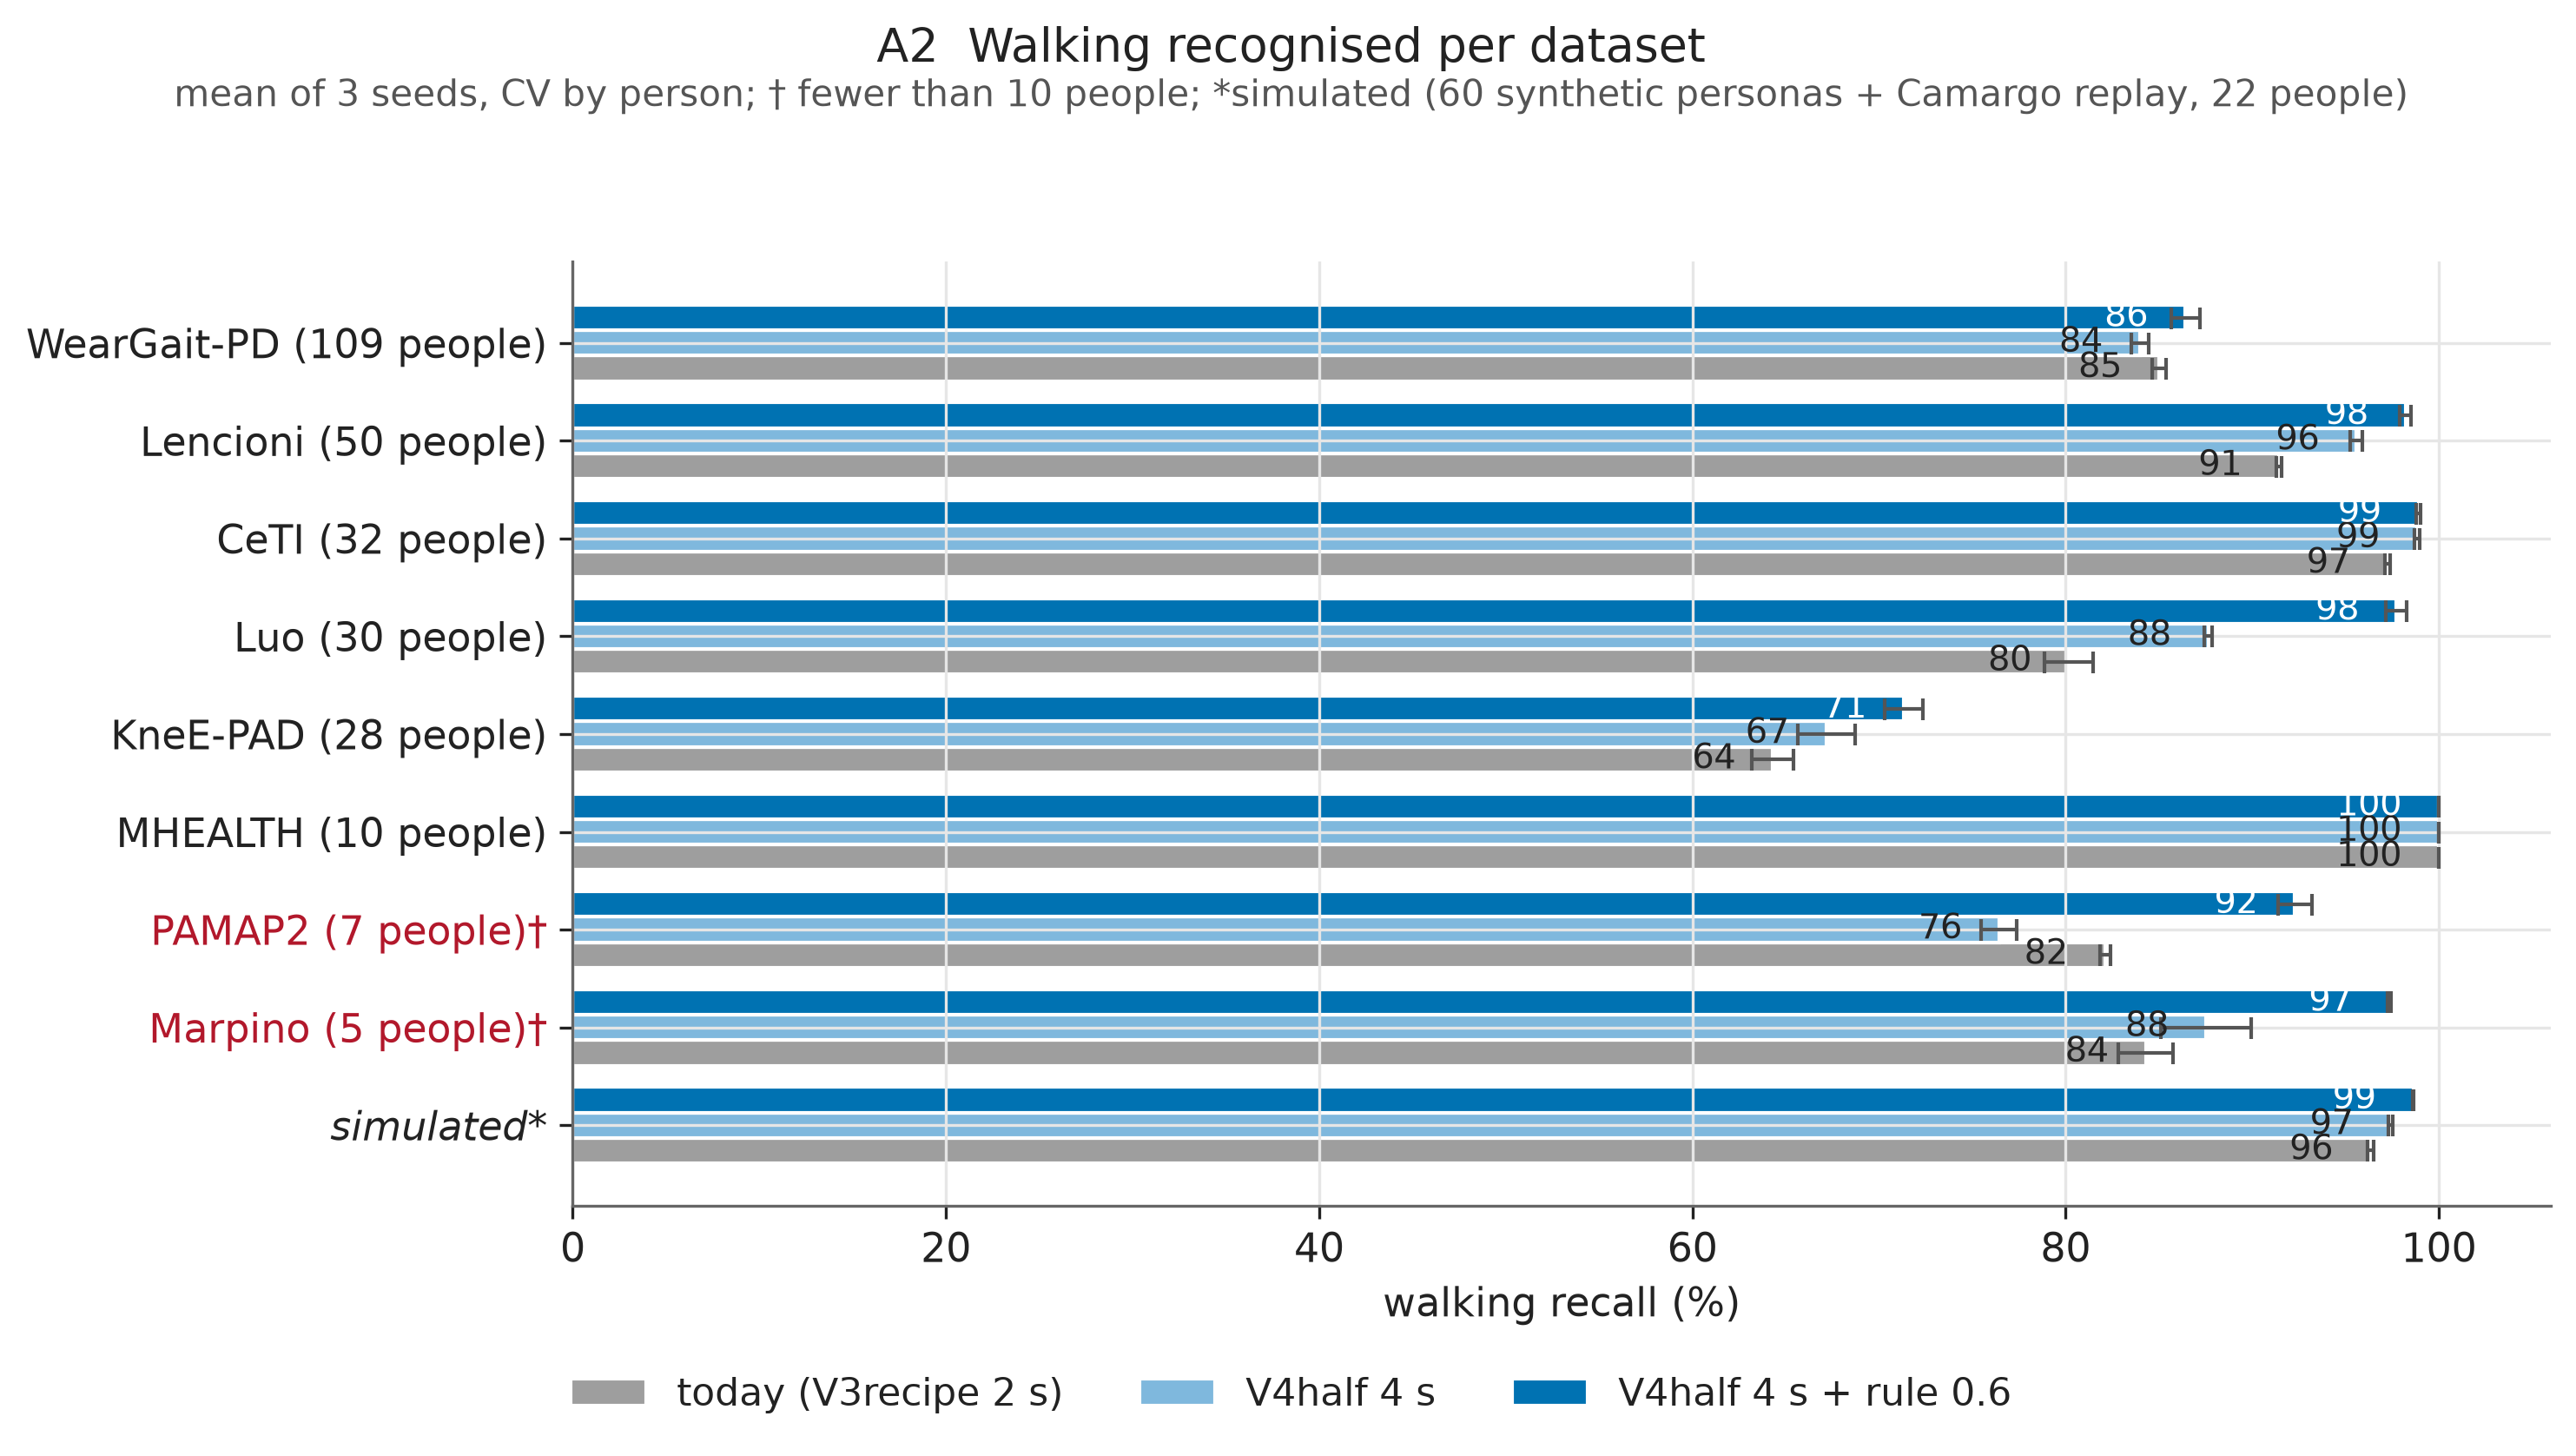 A2  Walking recognised per dataset
mean of 3 seeds, CV by person; † fewer than 10 people; *simulated (60 synthetic personas + Camargo replay, 22 people)
WearGait-PD (109 people)
86
84
85
Lencioni (50 people)
98
96
91
CeTI (32 people)
99
99
97
Luo (30 people)
98
88
80
KneE-PAD (28 people)
71
67
64
MHEALTH (10 people)
100
100
100
PAMAP2 (7 people)†
92
76
82
Marpino (5 people)†
97
88
84
simulated*
99
97
96
0 20 40 60 80 100
walking recall (%)
today (V3recipe 2 s) V4half 4 s V4half 4 s + rule 0.6